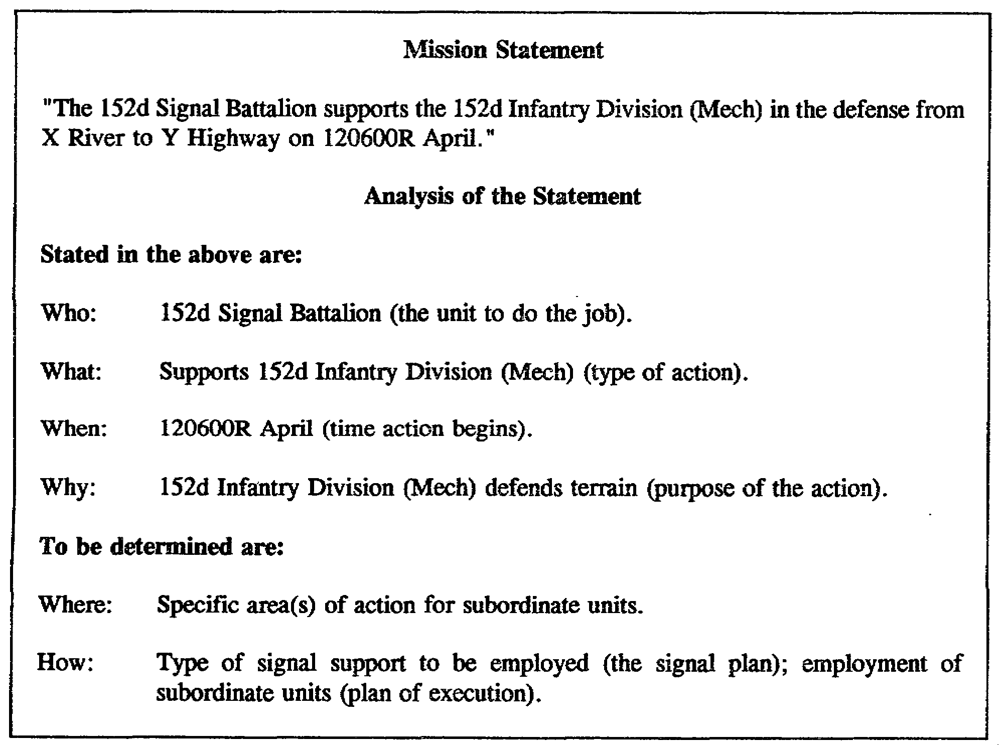 Mission Statement
"The 152d Signal Battalion supports the 152d Infantry Division (Mech) in the defense from
X River to Y Highway on 120600R April."
Analysis of the Statement
Stated in the above are:
Who: 152d Signal Battalion (the unit to do the job).
What: Supports 152d Infantry Division (Mech) (type of action).
When: 120600R April (time action begins).
Why: 152d Infantry Division (Mech) defends terrain (purpose of the action).
To be determined are:
Where: Specific area(s) of action for subordinate units.
How: Type of signal support to be employed (the signal plan); employment of
subordinate units (plan of execution).